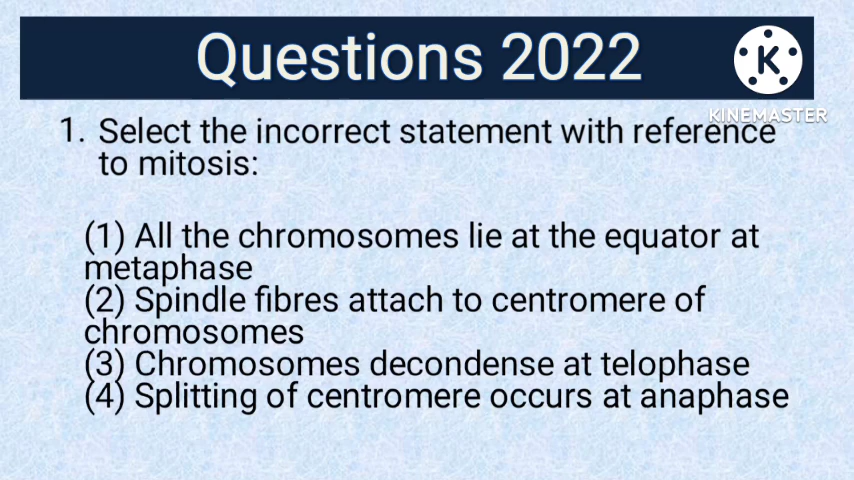 Questions 2022
K
KINEMASTER
1. Select the incorrect statement with reference
to mitosis:
(1) All the chromosomes lie at the equator at
metaphase
(2) Spindle fibres attach to centromere of
chromosomes
(3) Chromosomes decondense at telophase
(4) Splitting of centromere occurs at anaphase